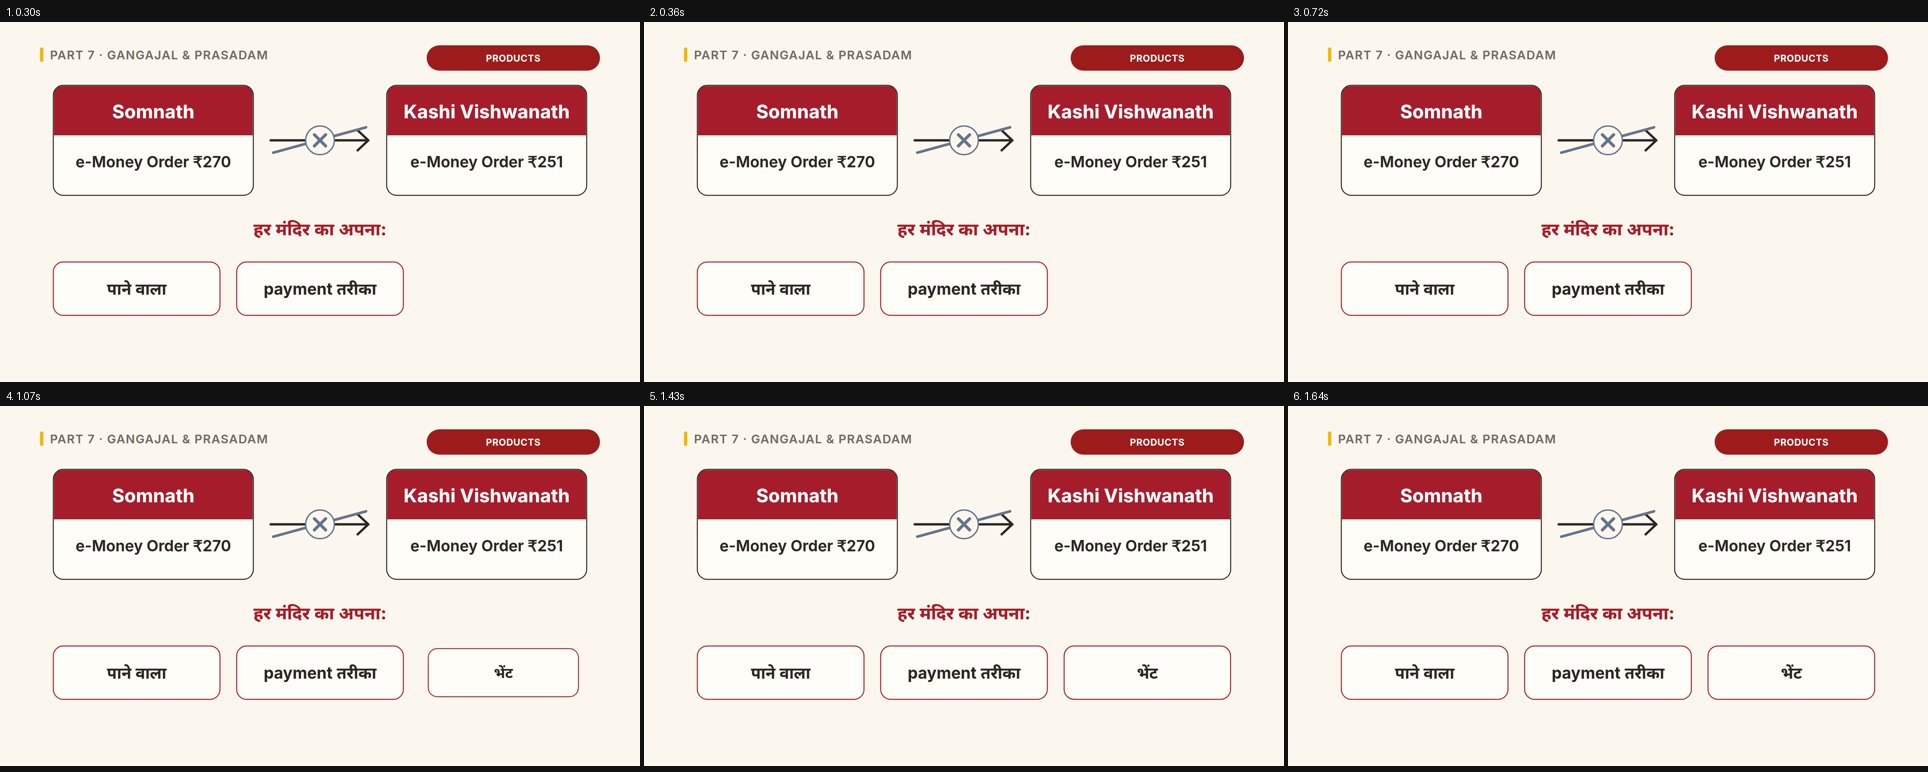 1. 0.30s
PART 7 · GANGAJAL & PRASADAM
PRODUCTS
Somnath
Kashi Vishwanath
e-Money Order ₹270
e-Money Order ₹251
हर मंदिर का अपना:
पाने वाला
payment तरीका
2. 0.36s
PART 7 · GANGAJAL & PRASADAM
PRODUCTS
Somnath
Kashi Vishwanath
e-Money Order ₹270
e-Money Order ₹251
हर मंदिर का अपना:
पाने वाला
payment तरीका
3. 0.72s
PART 7 · GANGAJAL & PRASADAM
PRODUCTS
Somnath
Kashi Vishwanath
e-Money Order ₹270
e-Money Order ₹251
हर मंदिर का अपना:
पाने वाला
payment तरीका
4. 1.07s
PART 7 · GANGAJAL & PRASADAM
PRODUCTS
Somnath
Kashi Vishwanath
e-Money Order ₹270
e-Money Order ₹251
हर मंदिर का अपना:
पाने वाला
payment तरीका
भेंट
5. 1.43s
PART 7 · GANGAJAL & PRASADAM
PRODUCTS
Somnath
Kashi Vishwanath
e-Money Order ₹270
e-Money Order ₹251
हर मंदिर का अपना:
पाने वाला
payment तरीका
भेंट
6. 1.64s
PART 7 · GANGAJAL & PRASADAM
PRODUCTS
Somnath
Kashi Vishwanath
e-Money Order ₹270
e-Money Order ₹251
हर मंदिर का अपना:
पाने वाला
payment तरीका
भेंट